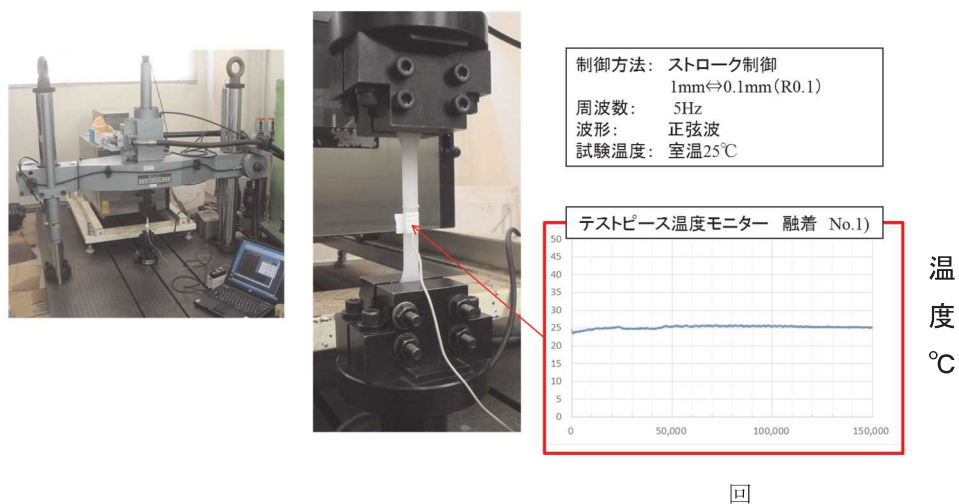 制御方法： ストローク制御
1mm⇔0.1mm（R0.1）
周波数： 5Hz
波形： 正弦波
試験温度： 室温25℃
テストピース温度モニター 融着 No.1)
50
45
40
35
30
25
20
15
10
5
0
0 50,000 100,000 150,000
温
度
℃
回